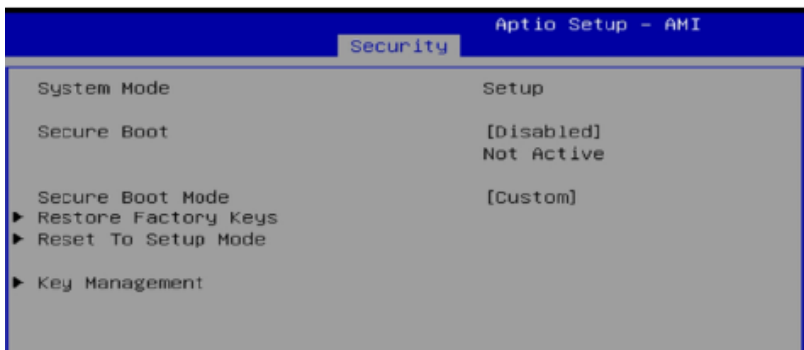 Aptio Setup – AMI
Security
System Mode Setup
Secure Boot [Disabled]
Not Active
Secure Boot Mode [Custom]
▶ Restore Factory Keys
▶ Reset To Setup Mode
▶ Key Management